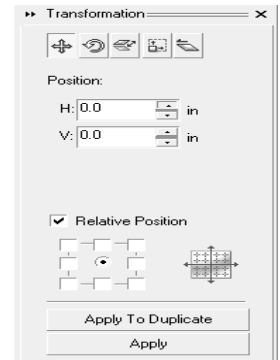 Transformation
Position:
H: 0.0 in
V: 0.0 in
Relative Position
Apply To Duplicate
Apply